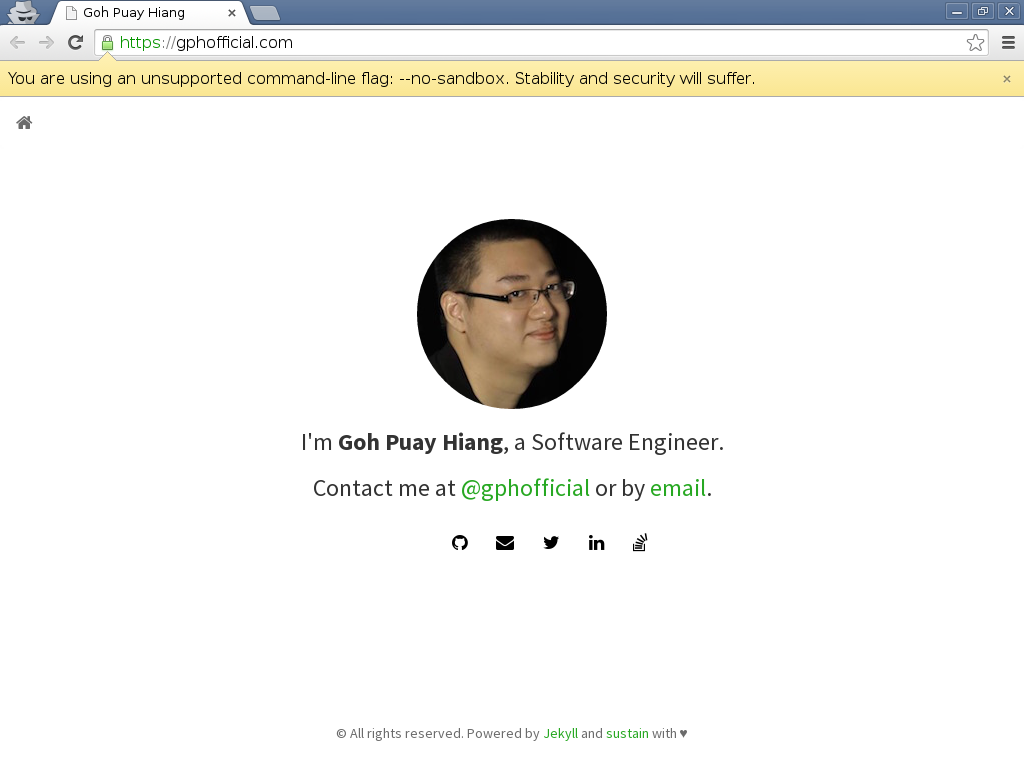 Goh Puay Hiang
https://gphofficial.com
You are using an unsupported command-line flag: --no-sandbox. Stability and security will suffer.
I'm Goh Puay Hiang, a Software Engineer.
Contact me at @gphofficial or by email.
© All rights reserved. Powered by Jekyll and sustain with ♥